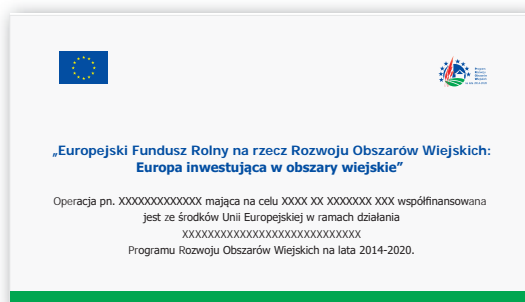 „Europejski Fundusz Rolny na rzecz Rozwoju Obszarów Wiejskich:
Europa inwestująca w obszary wiejskie”
Operacja pn. XXXXXXXXXXXXX mająca na celu XXXX XX XXXXXXX XXX współfinansowana
jest ze środków Unii Europejskiej w ramach działania
XXXXXXXXXXXXXXXXXXXXXXXXXXXX
Programu Rozwoju Obszarów Wiejskich na lata 2014-2020.